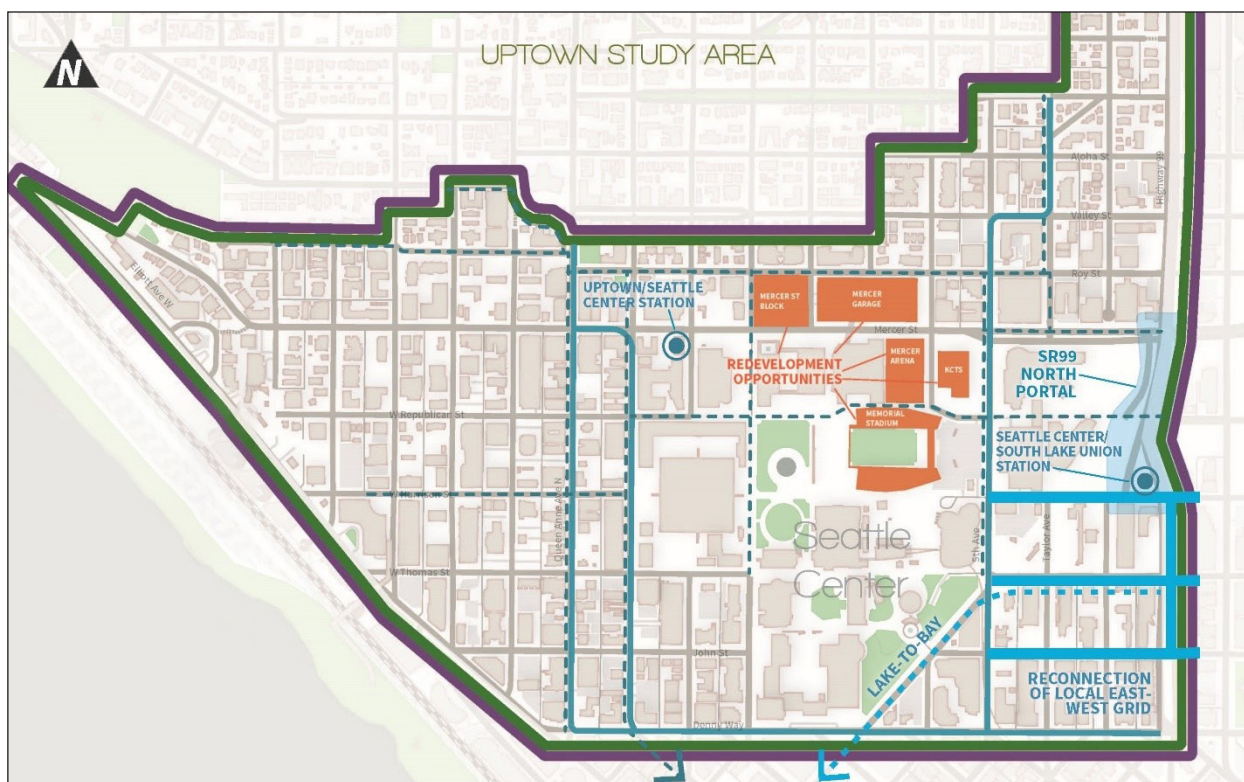 UPTOWN STUDY AREA
N
Aloha St
Highway 99
Valley St
Elliott Ave W
Roy St
UPTOWN/SEATTLE
CENTER STATION
MERCER ST
BLOCK
MERCER
GARAGE
Mercer St
REDEVELOPMENT
OPPORTUNITIES
MERCER
ARENA
KCTS
SR99
NORTH
PORTAL
W Republican St
MEMORIAL
STADIUM
SEATTLE CENTER/
SOUTH LAKE UNION
STATION
W Harrison St
Queen Anne Ave N
Seattle
Center
5th Ave
Taylor Ave
W Thomas St
LAKE-TO-BAY
John St
RECONNECTION
OF LOCAL EAST-
WEST GRID
Denny Way